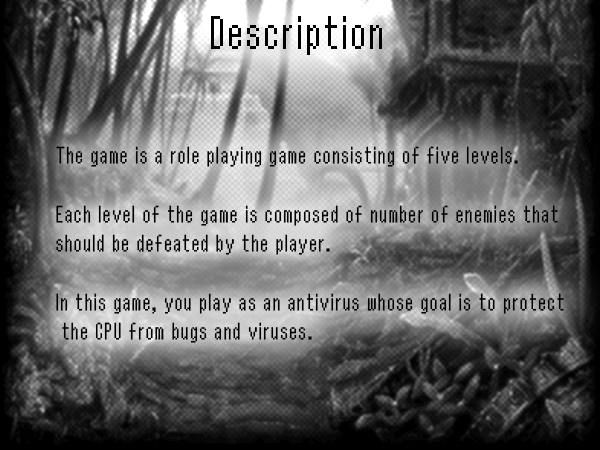 Description
The game is a role playing game consisting of five levels.
Each level of the game is composed of number of enemies that
should be defeated by the player.
In this game, you play as an antivirus whose goal is to protect
the CPU from bugs and viruses.